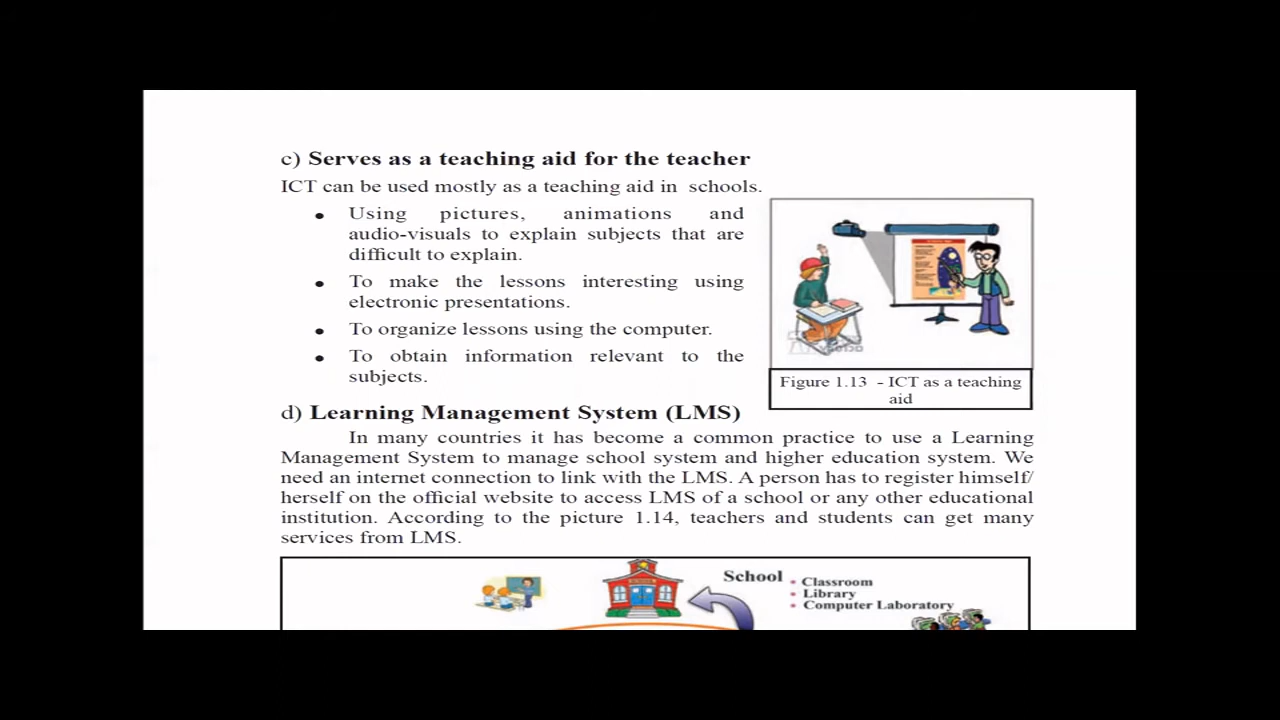 c) Serves as a teaching aid for the teacher
ICT can be used mostly as a teaching aid in schools.
• Using pictures, animations and
audio-visuals to explain subjects that are
difficult to explain.
• To make the lessons interesting using
electronic presentations.
• To organize lessons using the computer.
• To obtain information relevant to the
subjects.
Figure 1.13 - ICT as a teaching
aid
d) Learning Management System (LMS)
In many countries it has become a common practice to use a Learning
Management System to manage school system and higher education system. We
need an internet connection to link with the LMS. A person has to register himself/
herself on the official website to access LMS of a school or any other educational
institution. According to the picture 1.14, teachers and students can get many
services from LMS.
School
• Classroom
• Library
• Computer Laboratory